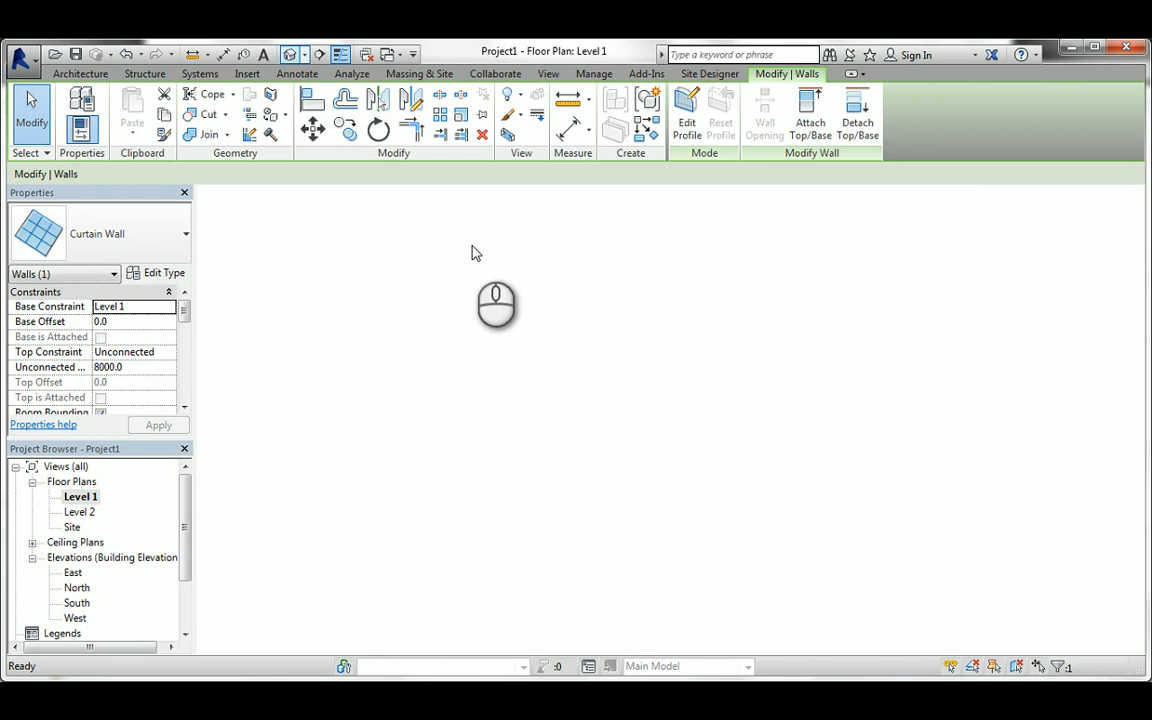 Project1 - Floor Plan: Level 1
Type a keyword or phrase
Sign In
Architecture Structure Systems Insert Annotate Analyze Massing & Site Collaborate View Manage Add-Ins Site Designer Modify | Walls
Modify
Paste
Cope
Cut
Join
Edit Profile
Reset Profile
Wall Opening
Attach Top/Base
Detach Top/Base
Select Properties Clipboard Geometry Modify View Measure Create Mode Modify Wall
Modify | Walls
Properties
Curtain Wall
Walls (1)
Edit Type
Constraints
Base Constraint Level 1
Base Offset 0.0
Base is Attached
Top Constraint Unconnected
Unconnected ... 8000.0
Top Offset 0.0
Top is Attached
Room Bounding
Properties help
Apply
Project Browser - Project1
Views (all)
Floor Plans
Level 1
Level 2
Site
Ceiling Plans
Elevations (Building Elevation
East
North
South
West
Legends
Ready
:0
Main Model
:1